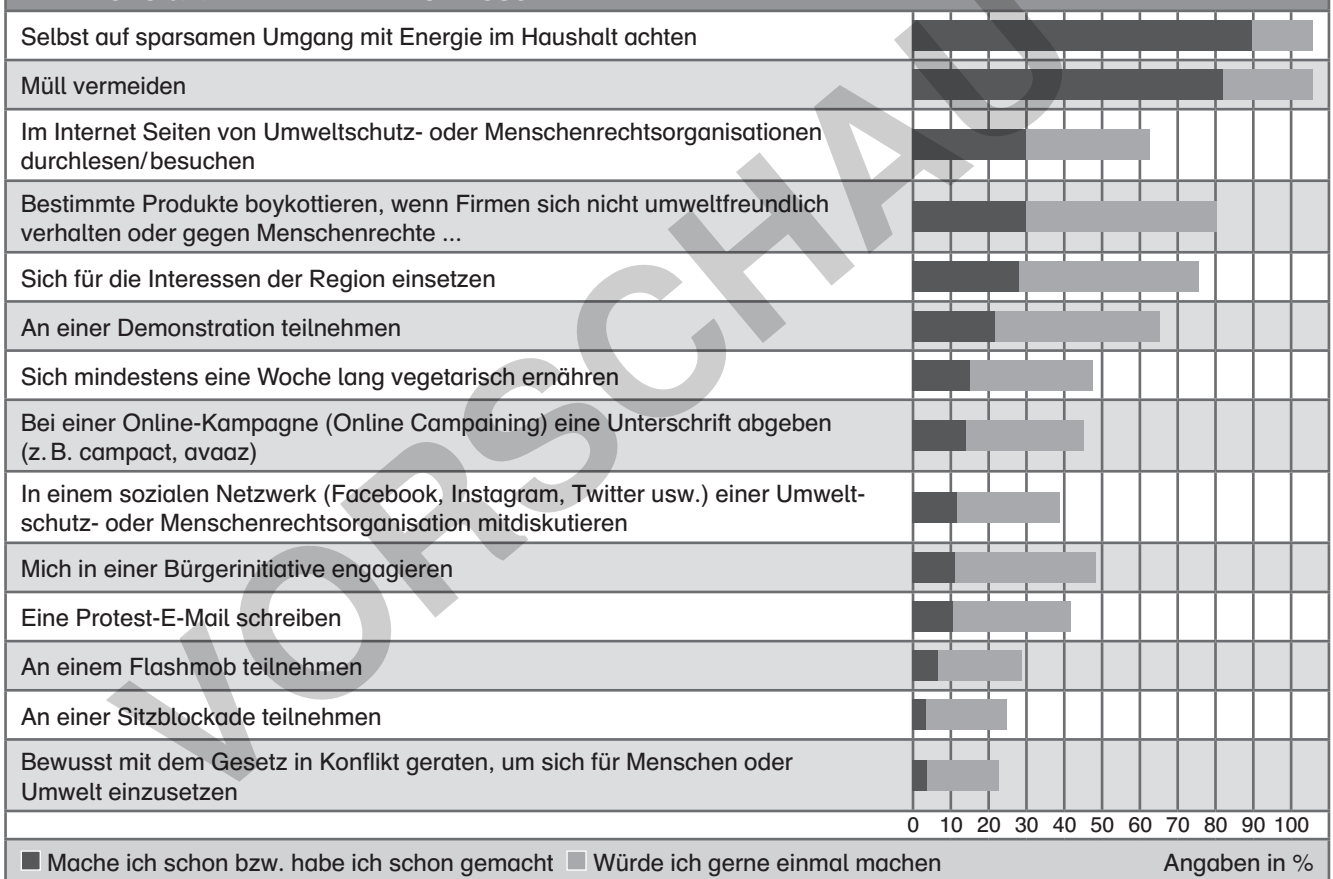 Selbst auf sparsamen Umgang mit Energie im Haushalt achten
Müll vermeiden
Im Internet Seiten von Umweltschutz- oder Menschenrechtsorganisationen
durchlesen/besuchen
Bestimmte Produkte boykottieren, wenn Firmen sich nicht umweltfreundlich
verhalten oder gegen Menschenrechte ...
Sich für die Interessen der Region einsetzen
An einer Demonstration teilnehmen
Sich mindestens eine Woche lang vegetarisch ernähren
Bei einer Online-Kampagne (Online Campaining) eine Unterschrift abgeben
(z. B. campact, avaaz)
In einem sozialen Netzwerk (Facebook, Instagram, Twitter usw.) einer Umwelt-
schutz- oder Menschenrechtsorganisation mitdiskutieren
Mich in einer Bürgerinitiative engagieren
Eine Protest-E-Mail schreiben
An einem Flashmob teilnehmen
An einer Sitzblockade teilnehmen
Bewusst mit dem Gesetz in Konflikt geraten, um sich für Menschen oder
Umwelt einzusetzen
0 10 20 30 40 50 60 70 80 90 100
Mache ich schon bzw. habe ich schon gemacht Würde ich gerne einmal machen Angaben in %
VORSCHAU